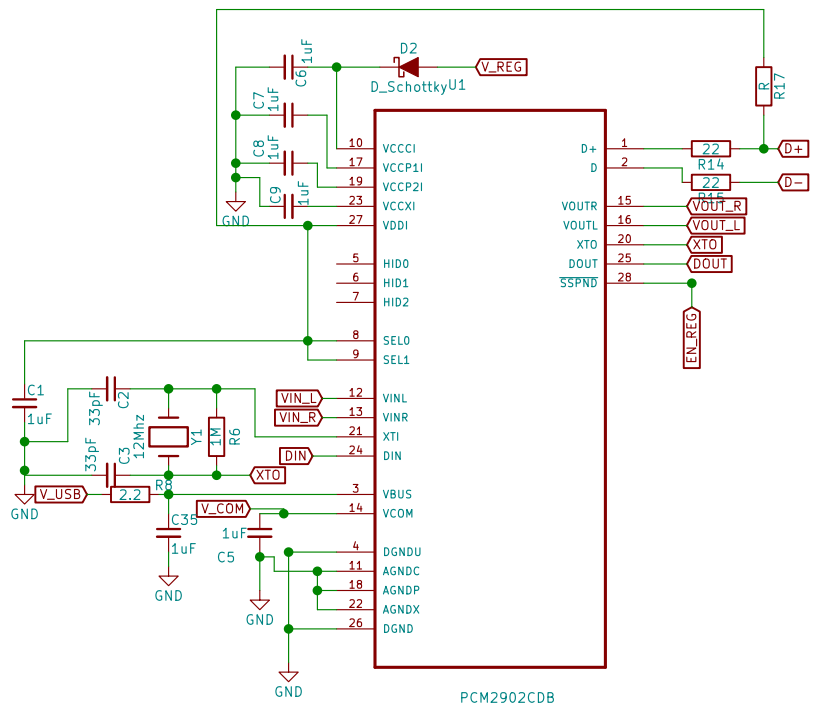 D2
1uF
C6
D_Schottky
U1
V_REG
R
R17
C7
1uF
C8
1uF
C9
1uF
GND
10
VCCCI
17
VCCP1I
19
VCCP2I
23
VCCXI
27
VDDI
5
HID0
6
HID1
7
HID2
8
SEL0
9
SEL1
12
VINL
13
VINR
21
XTI
24
DIN
3
VBUS
14
VCOM
4
DGNDU
11
AGNDC
18
AGNDP
22
AGNDX
26
DGND
D+
1
D
2
VOUTR
15
VOUTL
16
XTO
20
DOUT
25
SSPND
28
22
R14
D+
22
R15
D-
VOUT_R
VOUT_L
XTO
DOUT
EN_REG
C1
1uF
33pF
C2
33pF
C3
12Mhz
Y1
1M
R6
VIN_L
VIN_R
DIN
XTO
GND
V_USB
R8
2.2
V_COM
C35
1uF
1uF
C5
GND
GND
GND
PCM2902CDB